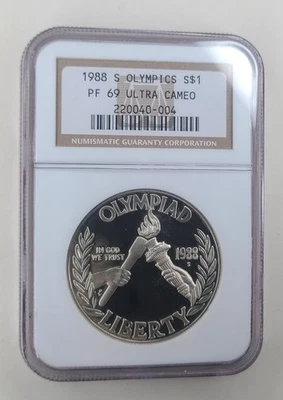 1988 S OLYMPICS S$1
PF 69 ULTRA CAMEO
220040-004
NUMISMATIC GUARANTY CORPORATION
OLYMPIAD
IN GOD
WE TRUST
1988
S
LIBERTY